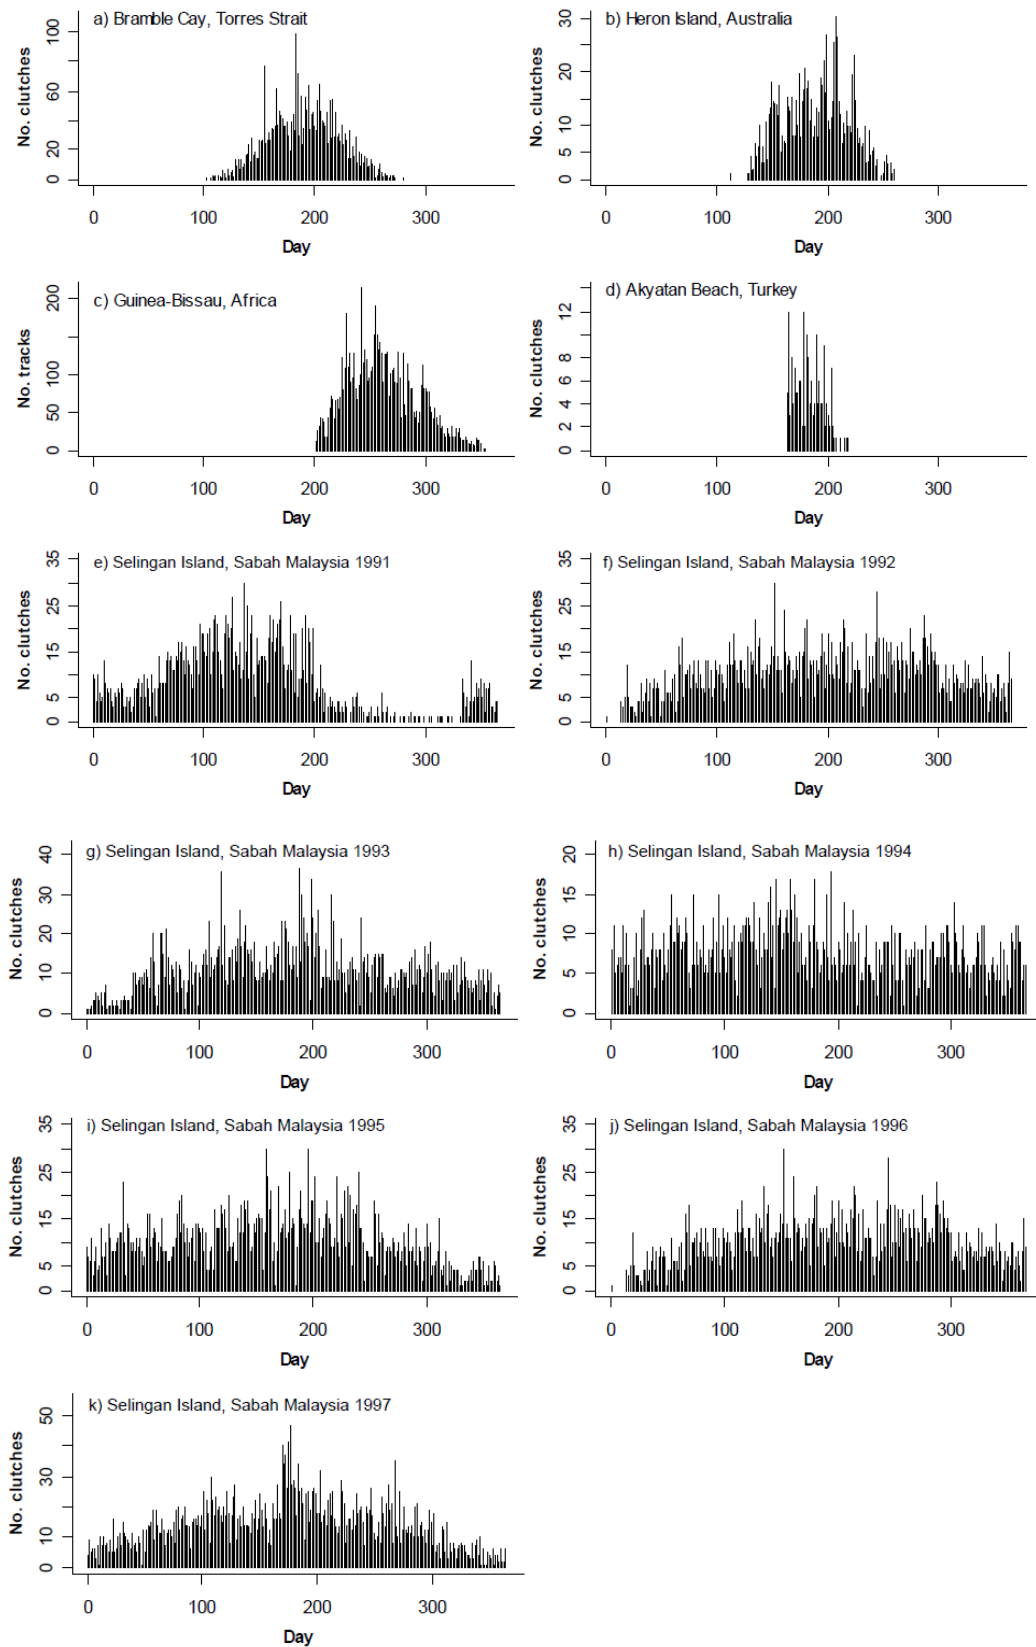 a) Bramble Cay, Torres Strait
No. clutches
0 20 60 100
0 100 200 300
Day
b) Heron Island, Australia
No. clutches
0 5 10 20 30
0 100 200 300
Day
c) Guinea-Bissau, Africa
No. tracks
0 50 100 200
0 100 200 300
Day
d) Akyatan Beach, Turkey
No. clutches
0 2 4 6 8 12
0 100 200 300
Day
e) Selingan Island, Sabah Malaysia 1991
No. clutches
0 5 15 25 35
0 100 200 300
Day
f) Selingan Island, Sabah Malaysia 1992
No. clutches
0 5 15 25 35
0 100 200 300
Day
g) Selingan Island, Sabah Malaysia 1993
No. clutches
0 10 20 30 40
0 100 200 300
Day
h) Selingan Island, Sabah Malaysia 1994
No. clutches
0 5 10 15 20
0 100 200 300
Day
i) Selingan Island, Sabah Malaysia 1995
No. clutches
0 5 15 25 35
0 100 200 300
Day
j) Selingan Island, Sabah Malaysia 1996
No. clutches
0 5 15 25 35
0 100 200 300
Day
k) Selingan Island, Sabah Malaysia 1997
No. clutches
0 10 30 50
0 100 200 300
Day